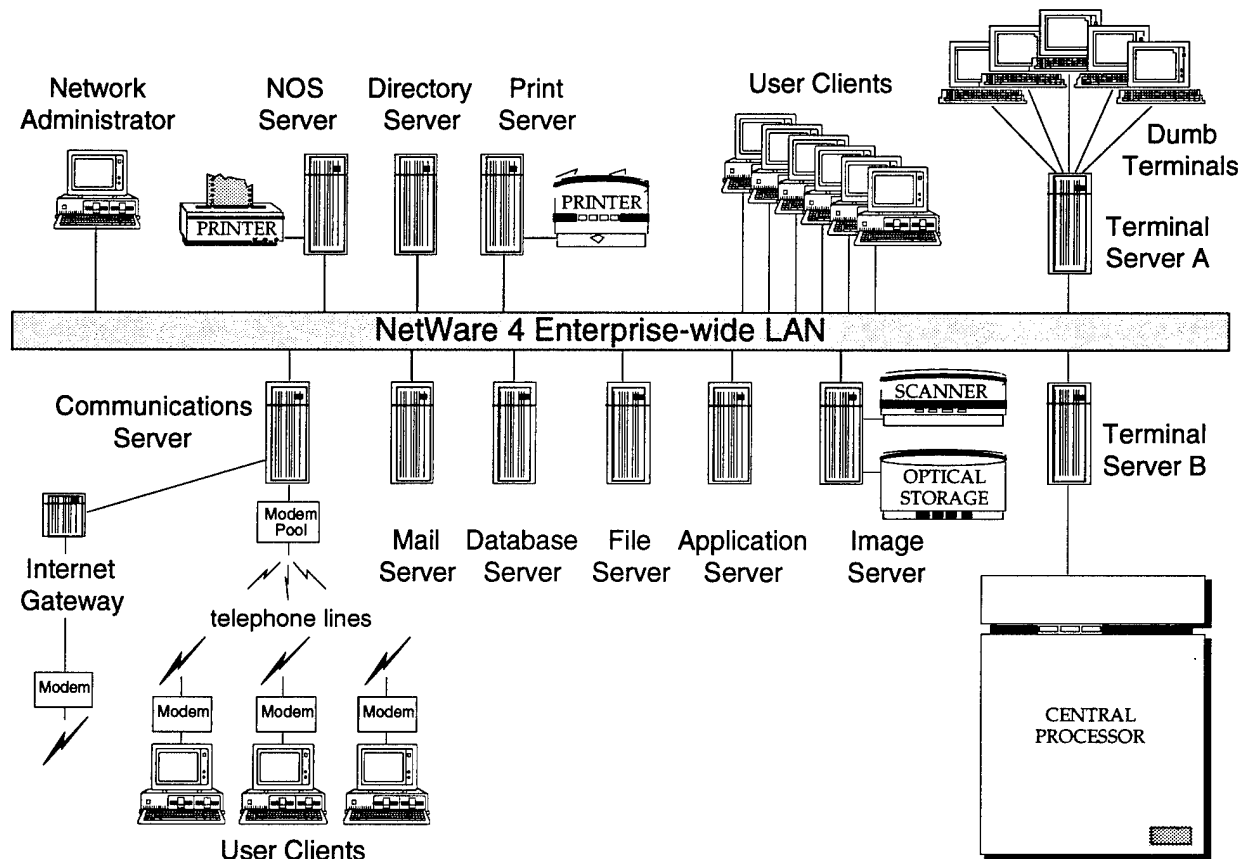 Network
Administrator
NOS
Server
Directory
Server
Print
Server
User Clients
Dumb
Terminals
PRINTER
PRINTER
Terminal
Server A
NetWare 4 Enterprise-wide LAN
Communications
Server
SCANNER
OPTICAL
STORAGE
Terminal
Server B
Modem
Pool
Internet
Gateway
Mail
Server
Database
Server
File
Server
Application
Server
Image
Server
telephone lines
Modem
Modem
Modem
Modem
CENTRAL
PROCESSOR
User Clients